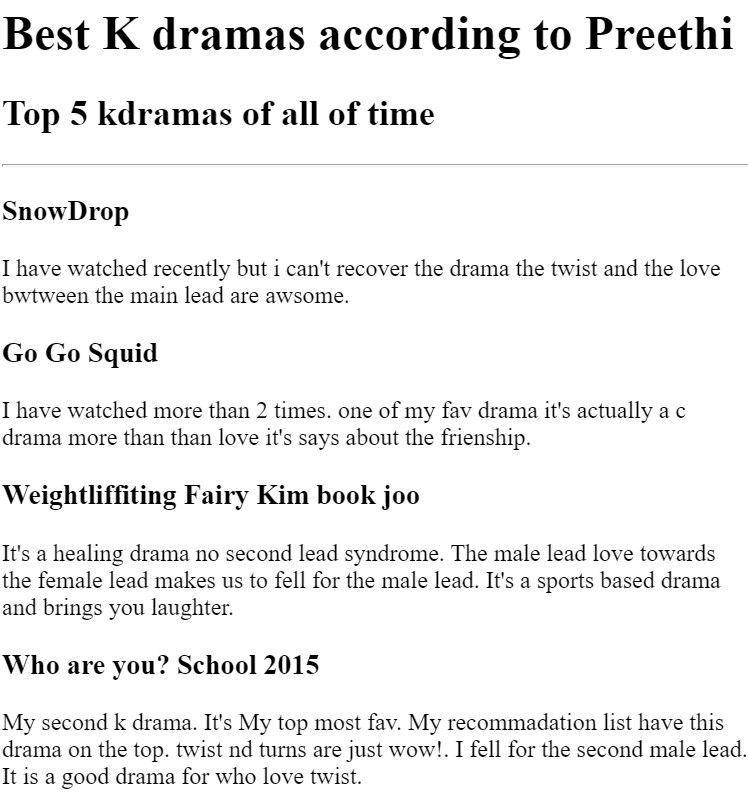 Best K dramas according to Preethi
Top 5 kdramas of all of time
SnowDrop
I have watched recently but i can't recover the drama the twist and the love
bwtween the main lead are awsome.
Go Go Squid
I have watched more than 2 times. one of my fav drama it's actually a c
drama more than than love it's says about the frienship.
Weightliffiting Fairy Kim book joo
It's a healing drama no second lead syndrome. The male lead love towards
the female lead makes us to fell for the male lead. It's a sports based drama
and brings you laughter.
Who are you? School 2015
My second k drama. It's My top most fav. My recommadation list have this
drama on the top. twist nd turns are just wow!. I fell for the second male lead.
It is a good drama for who love twist.